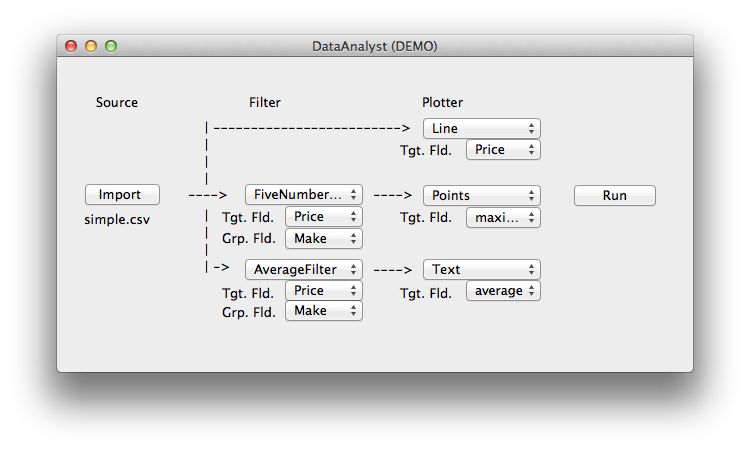 DataAnalyst (DEMO)
Source Filter Plotter
|-------------------------> Line
Tgt. Fld. Price
Import ----> FiveNumber... ----> Points Run
simple.csv Tgt. Fld. Price Tgt. Fld. maxi...
Grp. Fld. Make
|-> AverageFilter ----> Text
Tgt. Fld. Price Tgt. Fld. average
Grp. Fld. Make